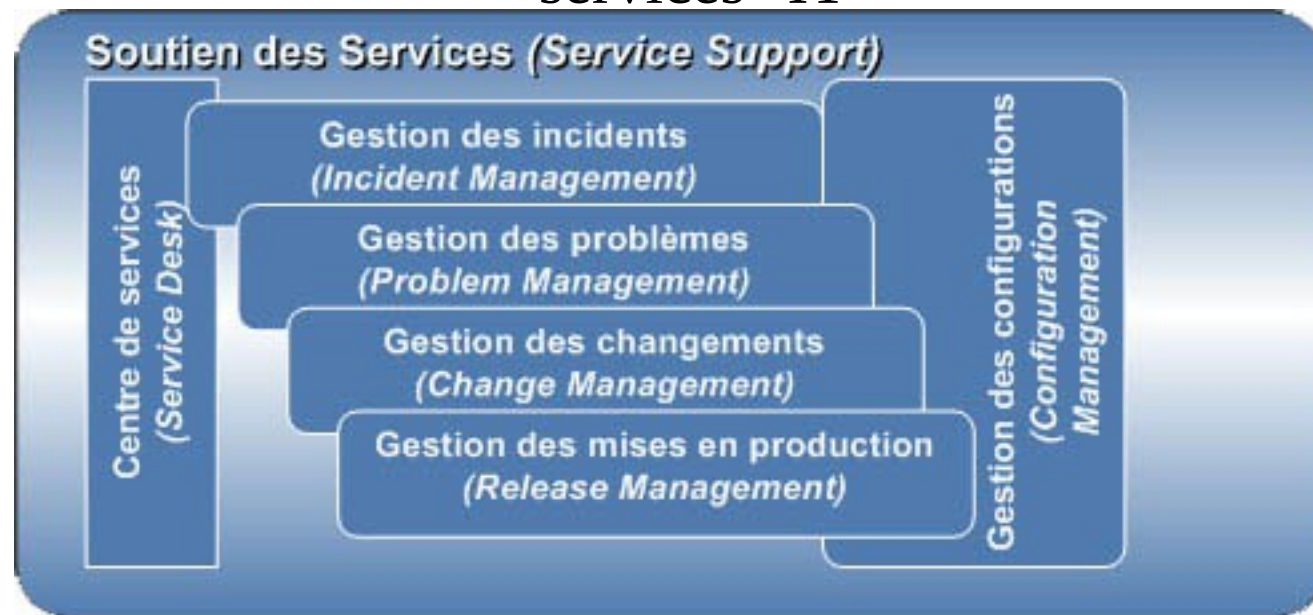 Soutien des Services (Service Support)
Centre de services
(Service Desk)
Gestion des incidents
(Incident Management)
Gestion des problèmes
(Problem Management)
Gestion des changements
(Change Management)
Gestion des mises en production
(Release Management)
Gestion des configurations
(Configuration
Management)